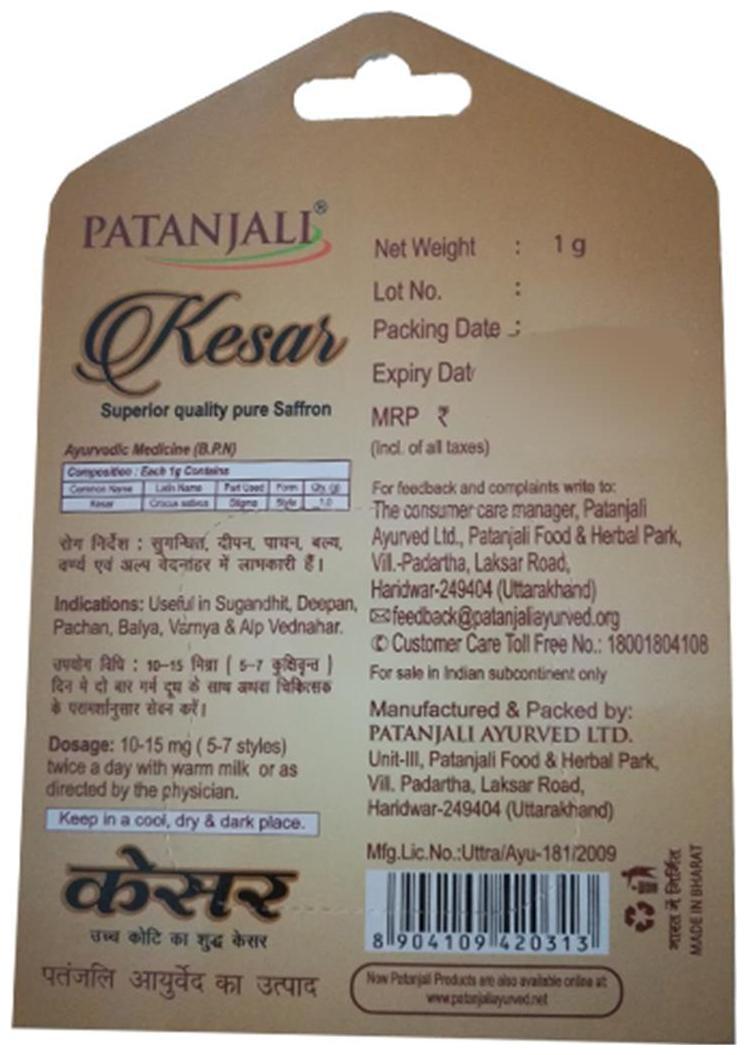 PATANJALI®
Kesar
Superior quality pure Saffron
Ayurvedic Medicine (B.P.N)
Composition : Each 1g Contains
Common Name Latin Name Part Used Form Qty. (g)
Kesar Crocus sativus Stigma Style 1.0
रोग निर्देश : सुगन्धित, दीपन, पाचन, बल्य,
वर्ण्य एवं अल्प वेदनाहर में लाभकारी हैं।
Indications: Useful in Sugandhit, Deepan,
Pachan, Balya, Varnya & Alp Vednahar.
उपयोग विधि : 10-15 मिग्रा ( 5-7 कुक्षिवृन्त )
दिन में दो बार गर्म दूध के साथ अथवा चिकित्सक
के परामर्शानुसार सेवन करें।
Dosage: 10-15 mg ( 5-7 styles)
twice a day with warm milk or as
directed by the physician.
Keep in a cool, dry & dark place.
केसर
उच्च कोटि का शुद्ध केसर
पतंजलि आयुर्वेद का उत्पाद
Net Weight : 1 g
Lot No. :
Packing Date :
Expiry Dat
MRP ₹
(Incl. of all taxes)
For feedback and complaints write to:
The consumer care manager, Patanjali
Ayurved Ltd., Patanjali Food & Herbal Park,
Vill.-Padartha, Laksar Road,
Haridwar-249404 (Uttarakhand)
feedback@patanjaliayurved.org
Customer Care Toll Free No.: 18001804108
For sale in Indian subcontinent only
Manufactured & Packed by:
PATANJALI AYURVED LTD.
Unit-III, Patanjali Food & Herbal Park,
Vill. Padartha, Laksar Road,
Haridwar-249404 (Uttarakhand)
Mfg.Lic.No.:Uttra/Ayu-181/2009
8 904109 420313
भारत में निर्मित
MADE IN BHARAT
Now Patanjali Products are also available online at:
www.patanjaliayurved.net